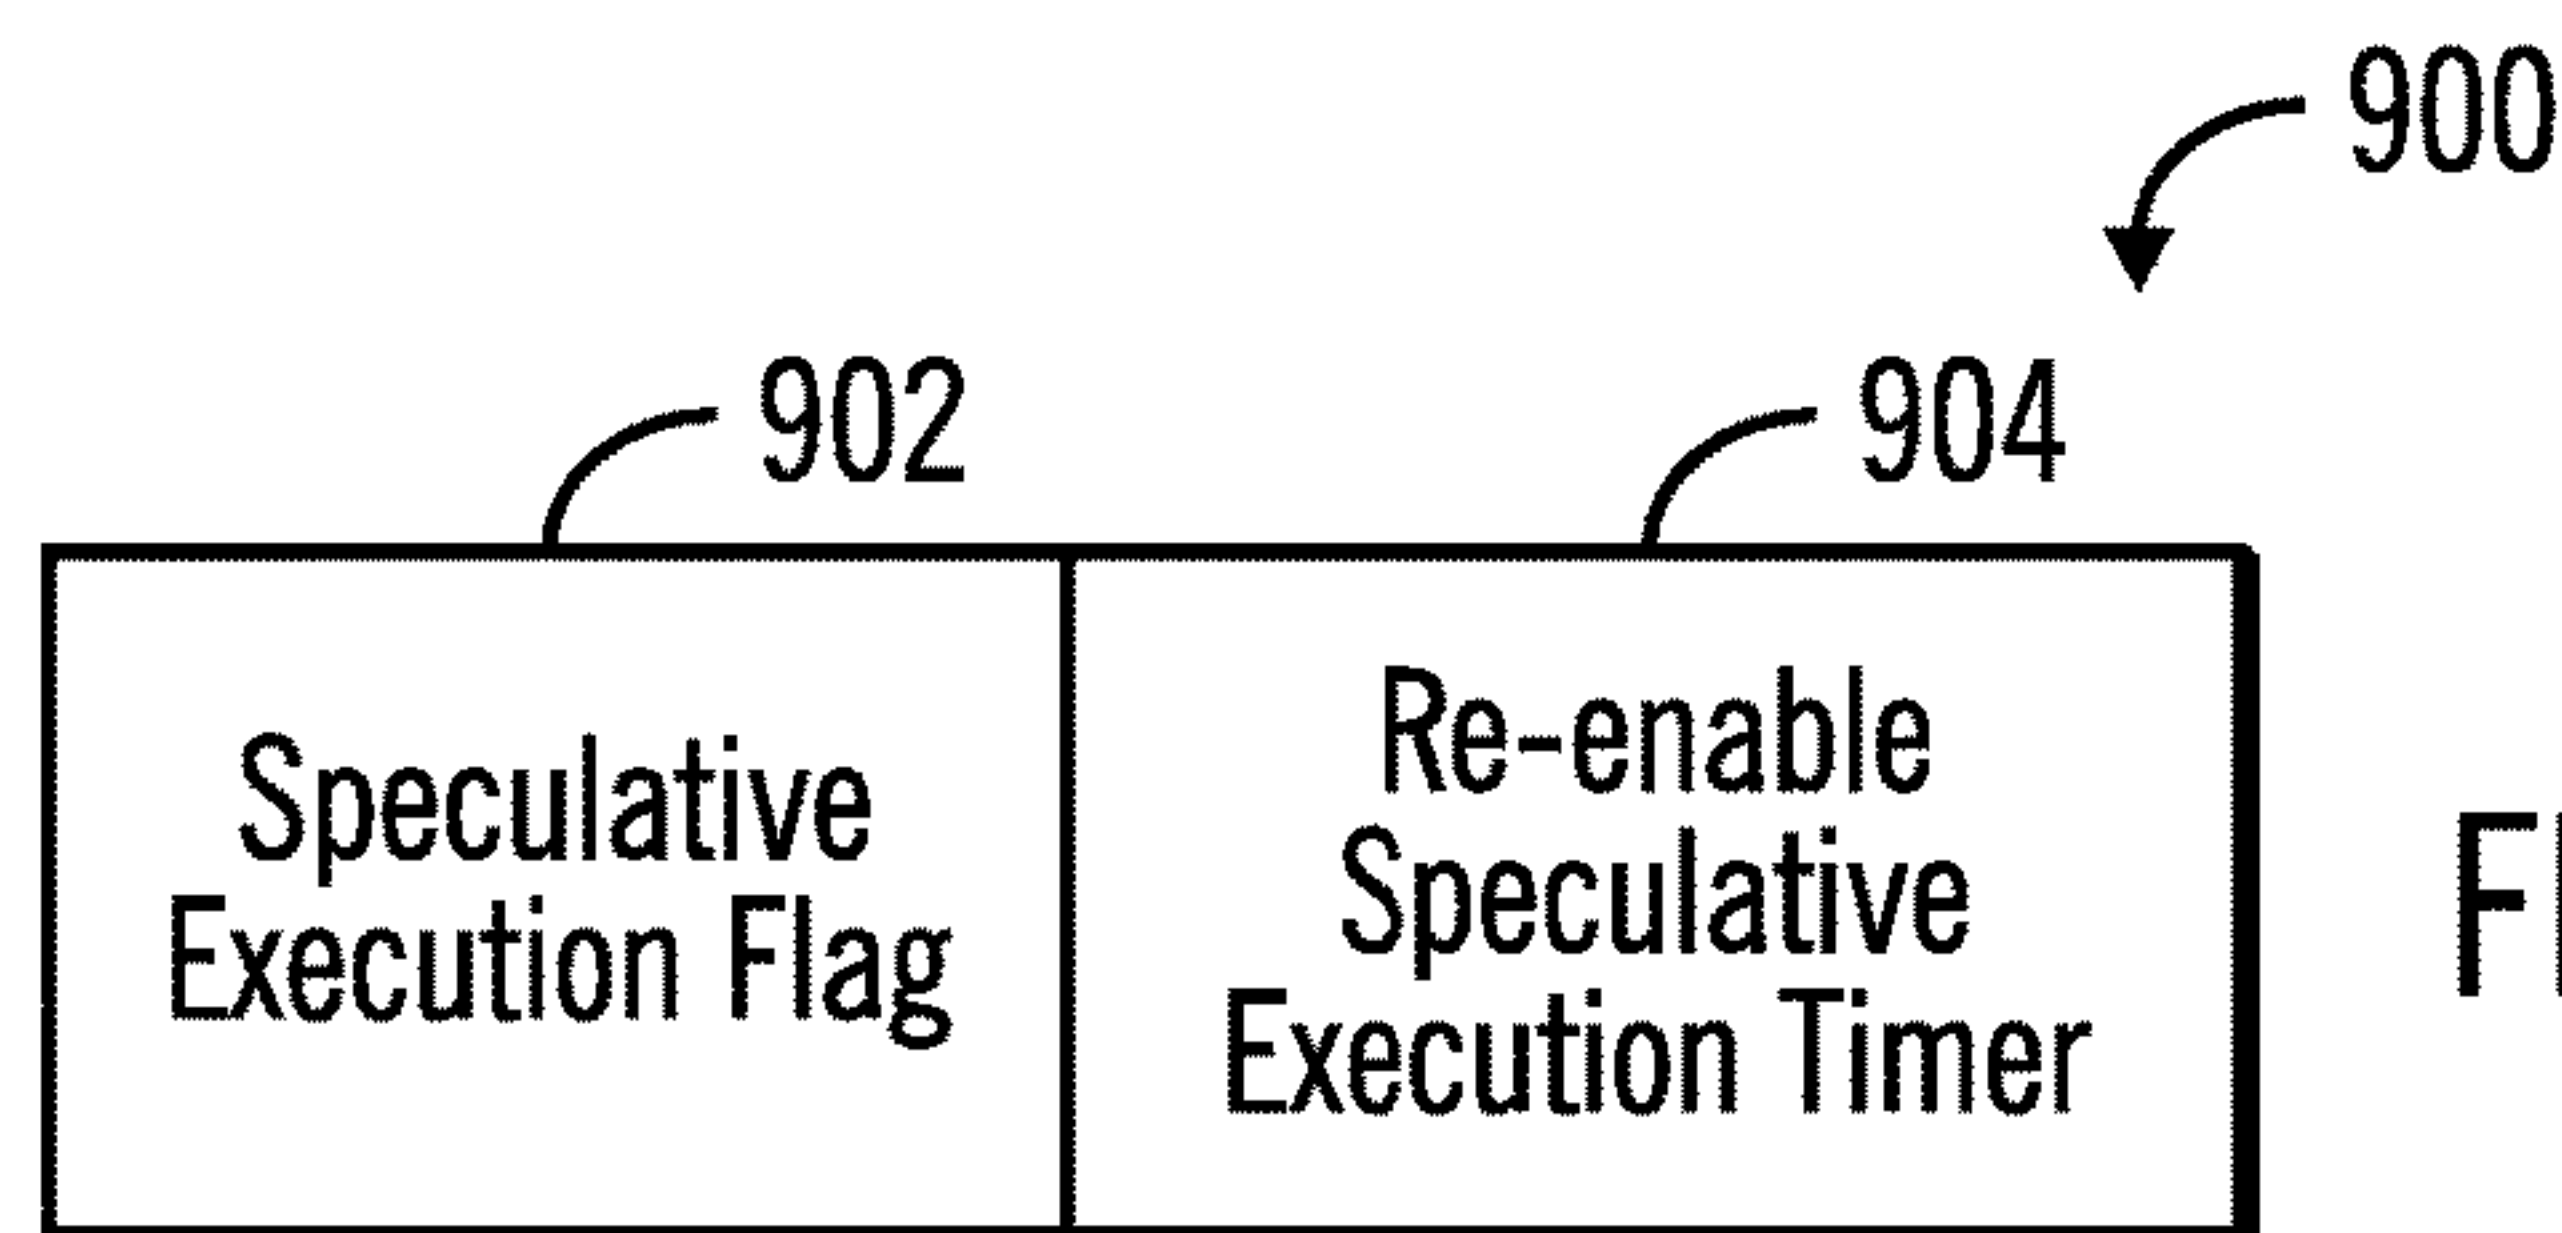 900
902
904
Speculative
Execution Flag
Re-enable
Speculative
Execution Timer